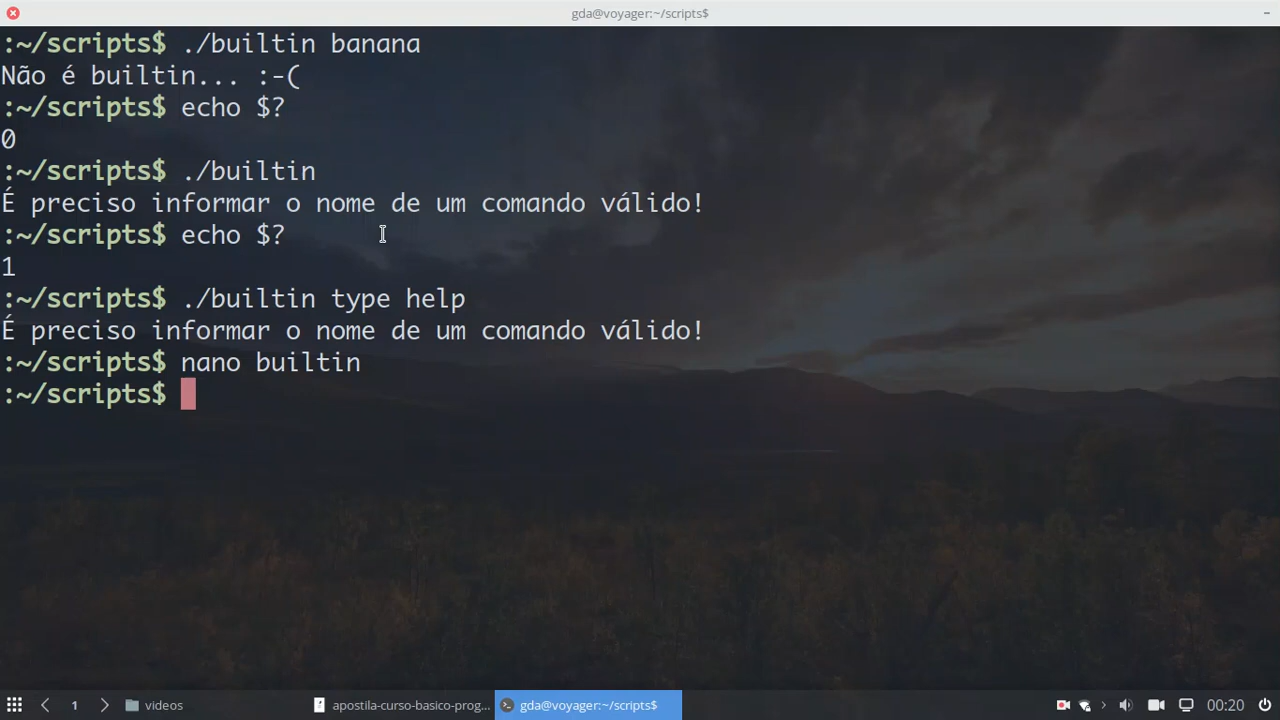 gda@voyager:~/scripts$
:~/scripts$ ./builtin banana
Não é builtin... :-(
:~/scripts$ echo $?
0
:~/scripts$ ./builtin
É preciso informar o nome de um comando válido!
:~/scripts$ echo $?
1
:~/scripts$ ./builtin type help
É preciso informar o nome de um comando válido!
:~/scripts$ nano builtin
:~/scripts$
1 videos apostila-curso-basico-prog... gda@voyager:~/scripts$ 00:20